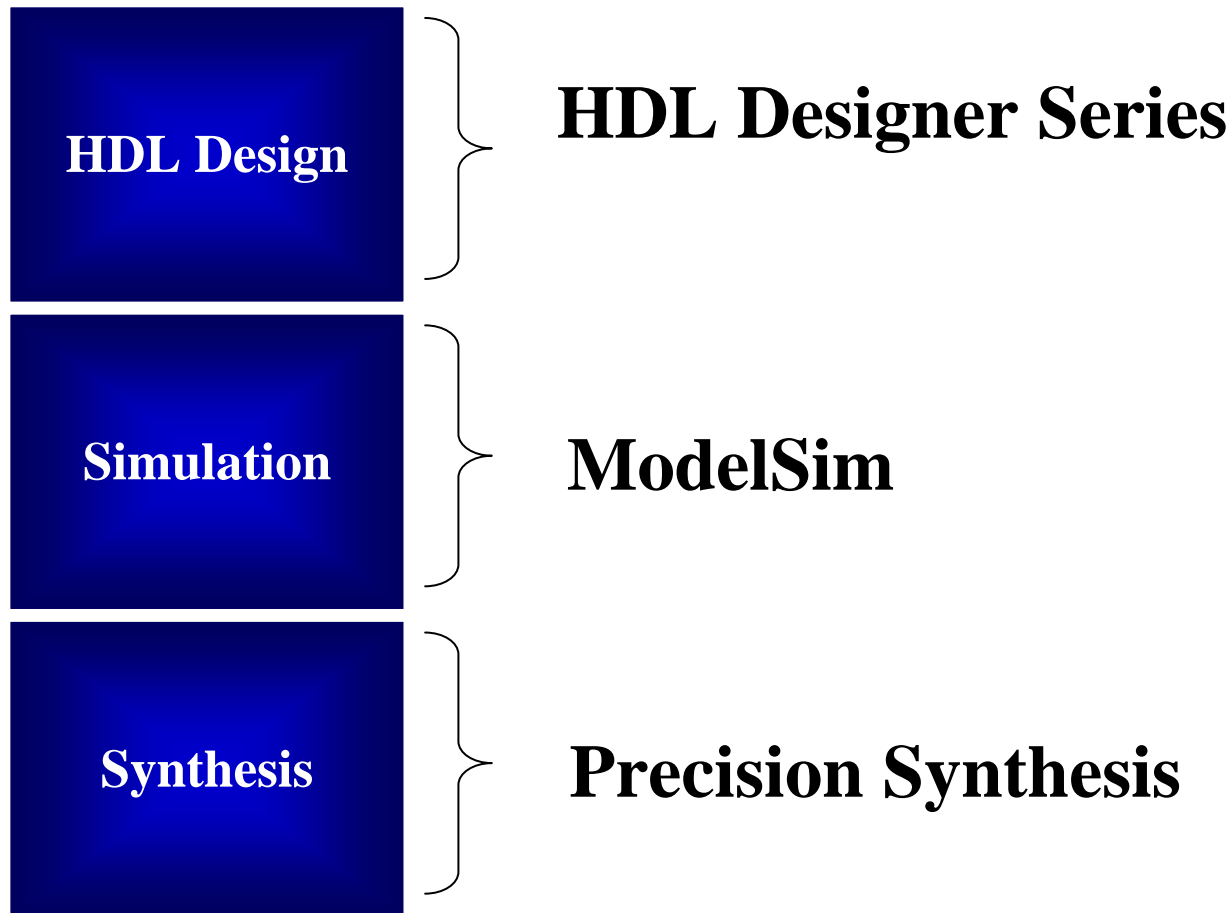 HDL Design
HDL Designer Series
Simulation
ModelSim
Synthesis
Precision Synthesis